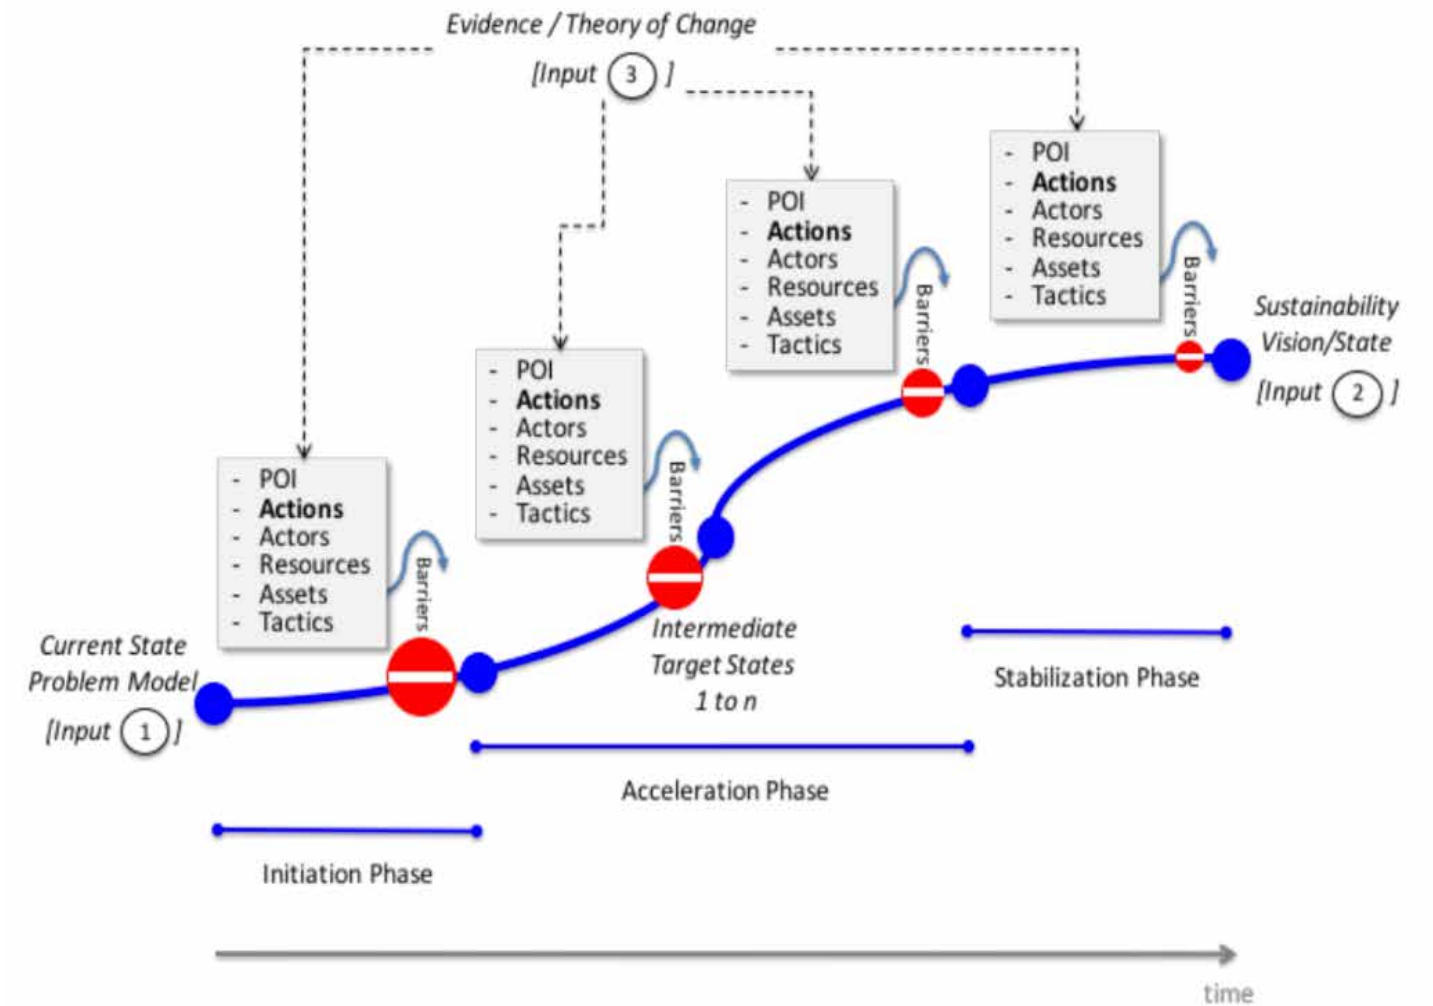 Evidence / Theory of Change
[Input 3 ]
- POI
- Actions
- Actors
- Resources
- Assets
- Tactics
Barriers
- POI
- Actions
- Actors
- Resources
- Assets
- Tactics
Barriers
Sustainability
Vision/State
[Input 2 ]
- POI
- Actions
- Actors
- Resources
- Assets
- Tactics
Barriers
- POI
- Actions
- Actors
- Resources
- Assets
- Tactics
Barriers
Current State
Problem Model
[Input 1 ]
Intermediate
Target States
1 to n
Stabilization Phase
Acceleration Phase
Initiation Phase
time